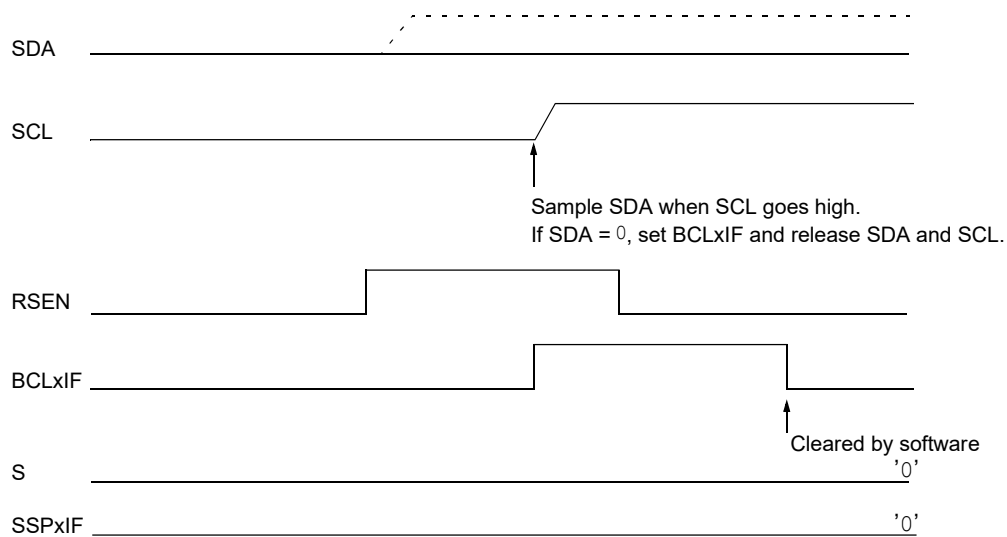 SDA
SCL
Sample SDA when SCL goes high.
If SDA = 0, set BCLxIF and release SDA and SCL.
RSEN
BCLxIF
Cleared by software
S
'0'
SSPxIF
'0'